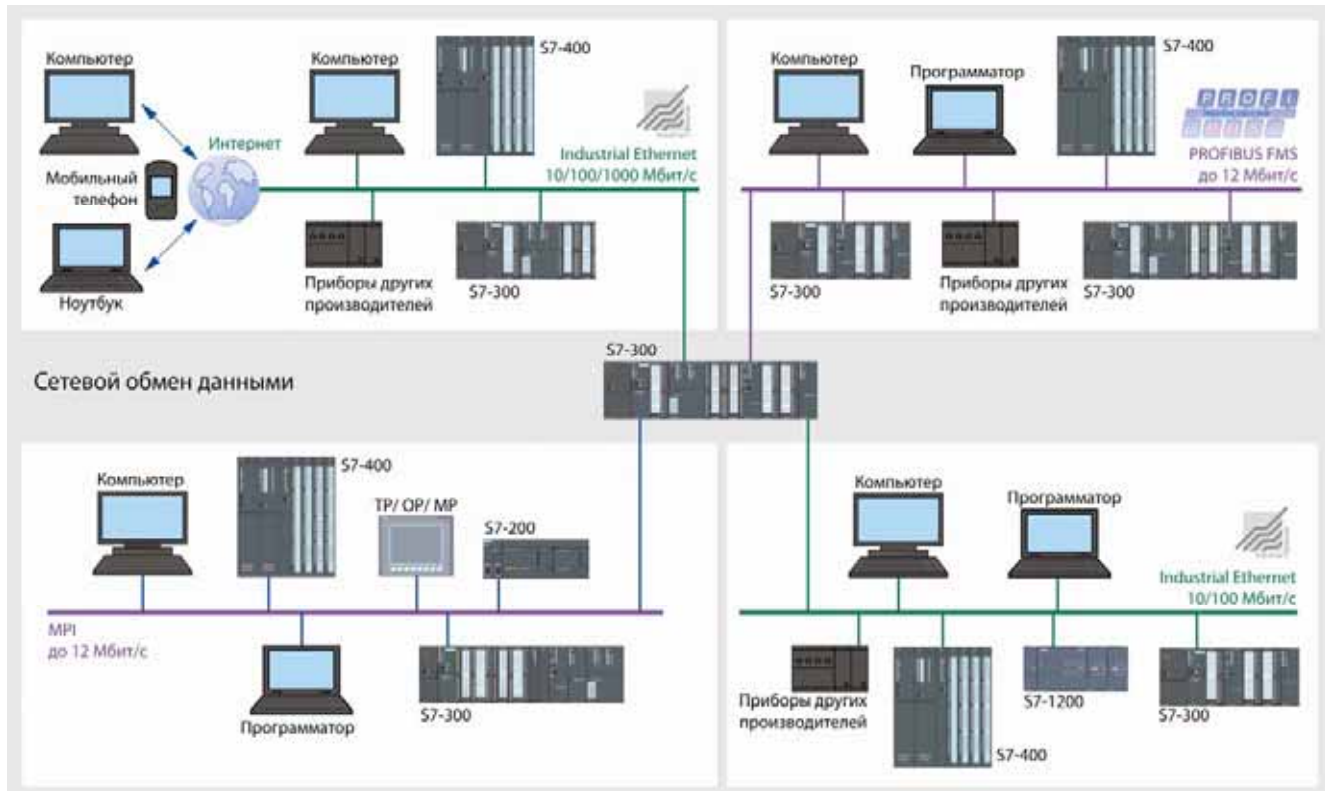 Компьютер
Компьютер
S7-400
Интернет
Мобильный
телефон
Ноутбук
Industrial Ethernet
10/100/1000 Мбит/с
Приборы других
производителей
S7-300
Компьютер
Программатор
S7-400
PROFI
BUS
PROFIBUS FMS
до 12 Мбит/с
S7-300
Приборы других
производителей
S7-300
Сетевой обмен данными
S7-300
Компьютер
S7-400
TP/ OP/ MP
S7-200
MPI
до 12 Мбит/с
Программатор
S7-300
Компьютер
Программатор
Industrial Ethernet
10/100 Мбит/с
Приборы других
производителей
S7-400
S7-1200
S7-300